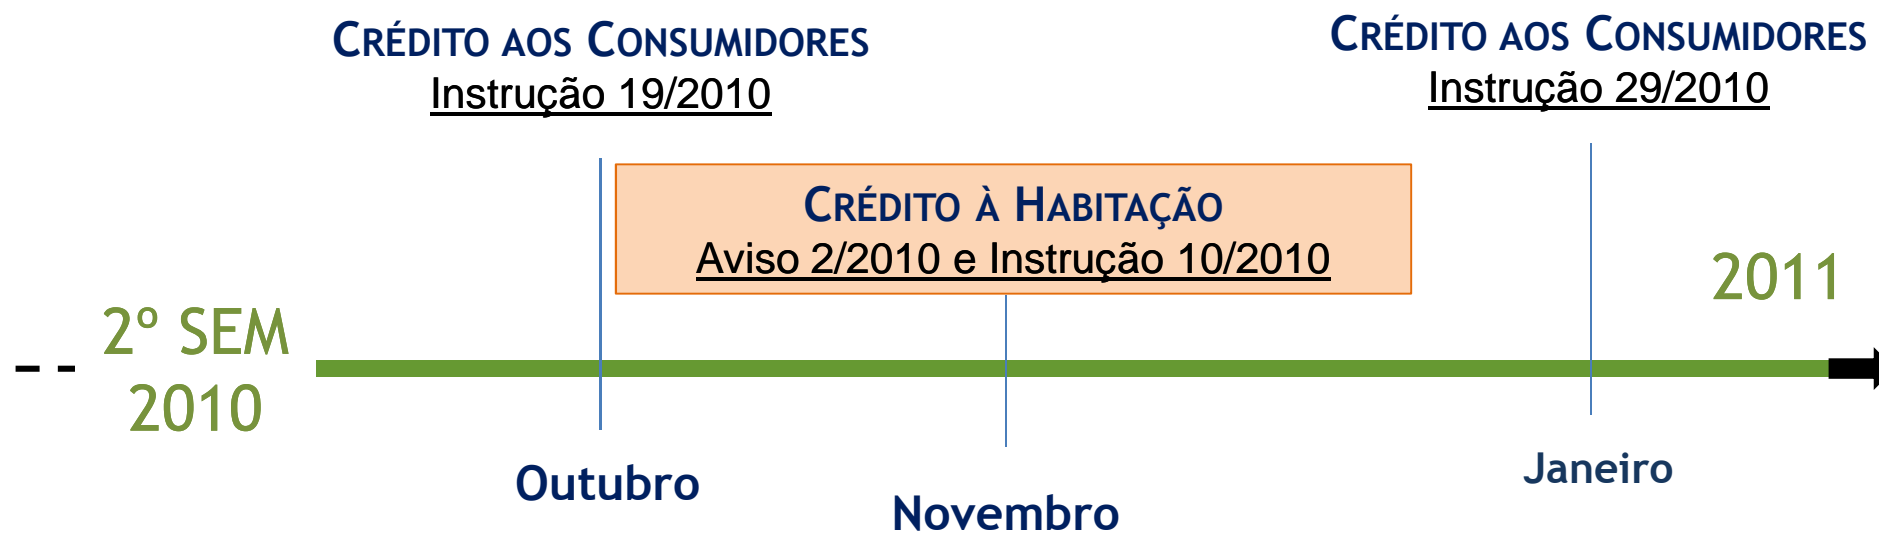 CRÉDITO AOS CONSUMIDORES
Instrução 19/2010
CRÉDITO AOS CONSUMIDORES
Instrução 29/2010
CRÉDITO À HABITAÇÃO
Aviso 2/2010 e Instrução 10/2010
2011
2º SEM
2010
Outubro
Novembro
Janeiro